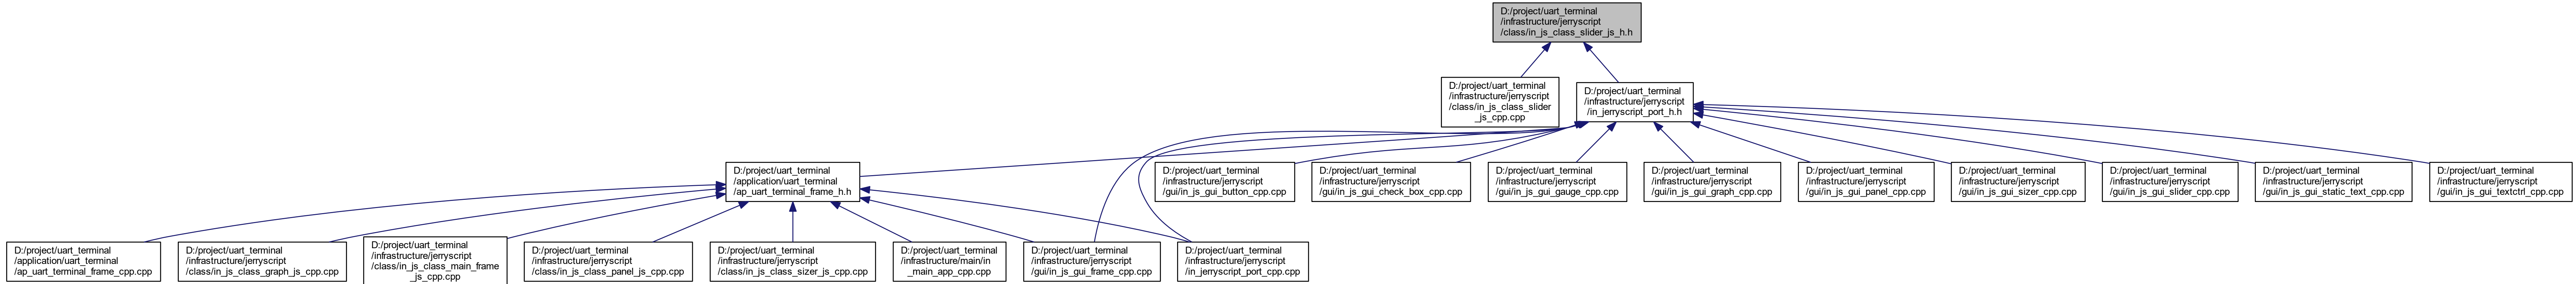 D:/project/uart_terminal
/infrastructure/jerryscript
/class/in_js_class_slider_js_h.h
D:/project/uart_terminal
/infrastructure/jerryscript
/class/in_js_class_slider
_js_cpp.cpp
D:/project/uart_terminal
/infrastructure/jerryscript
/in_jerryscript_port_h.h
D:/project/uart_terminal
/application/uart_terminal
/ap_uart_terminal_frame_h.h
D:/project/uart_terminal
/infrastructure/jerryscript
/gui/in_js_gui_button_cpp.cpp
D:/project/uart_terminal
/infrastructure/jerryscript
/gui/in_js_gui_check_box_cpp.cpp
D:/project/uart_terminal
/infrastructure/jerryscript
/gui/in_js_gui_gauge_cpp.cpp
D:/project/uart_terminal
/infrastructure/jerryscript
/gui/in_js_gui_graph_cpp.cpp
D:/project/uart_terminal
/infrastructure/jerryscript
/gui/in_js_gui_panel_cpp.cpp
D:/project/uart_terminal
/infrastructure/jerryscript
/gui/in_js_gui_sizer_cpp.cpp
D:/project/uart_terminal
/infrastructure/jerryscript
/gui/in_js_gui_slider_cpp.cpp
D:/project/uart_terminal
/infrastructure/jerryscript
/gui/in_js_gui_static_text_cpp.cpp
D:/project/uart_terminal
/infrastructure/jerryscript
/gui/in_js_gui_textctrl_cpp.cpp
D:/project/uart_terminal
/application/uart_terminal
/ap_uart_terminal_frame_cpp.cpp
D:/project/uart_terminal
/infrastructure/jerryscript
/class/in_js_class_graph_js_cpp.cpp
D:/project/uart_terminal
/infrastructure/jerryscript
/class/in_js_class_main_frame
_js_cpp.cpp
D:/project/uart_terminal
/infrastructure/jerryscript
/class/in_js_class_panel_js_cpp.cpp
D:/project/uart_terminal
/infrastructure/jerryscript
/class/in_js_class_sizer_js_cpp.cpp
D:/project/uart_terminal
/infrastructure/main/in
_main_app_cpp.cpp
D:/project/uart_terminal
/infrastructure/jerryscript
/gui/in_js_gui_frame_cpp.cpp
D:/project/uart_terminal
/infrastructure/jerryscript
/in_jerryscript_port_cpp.cpp